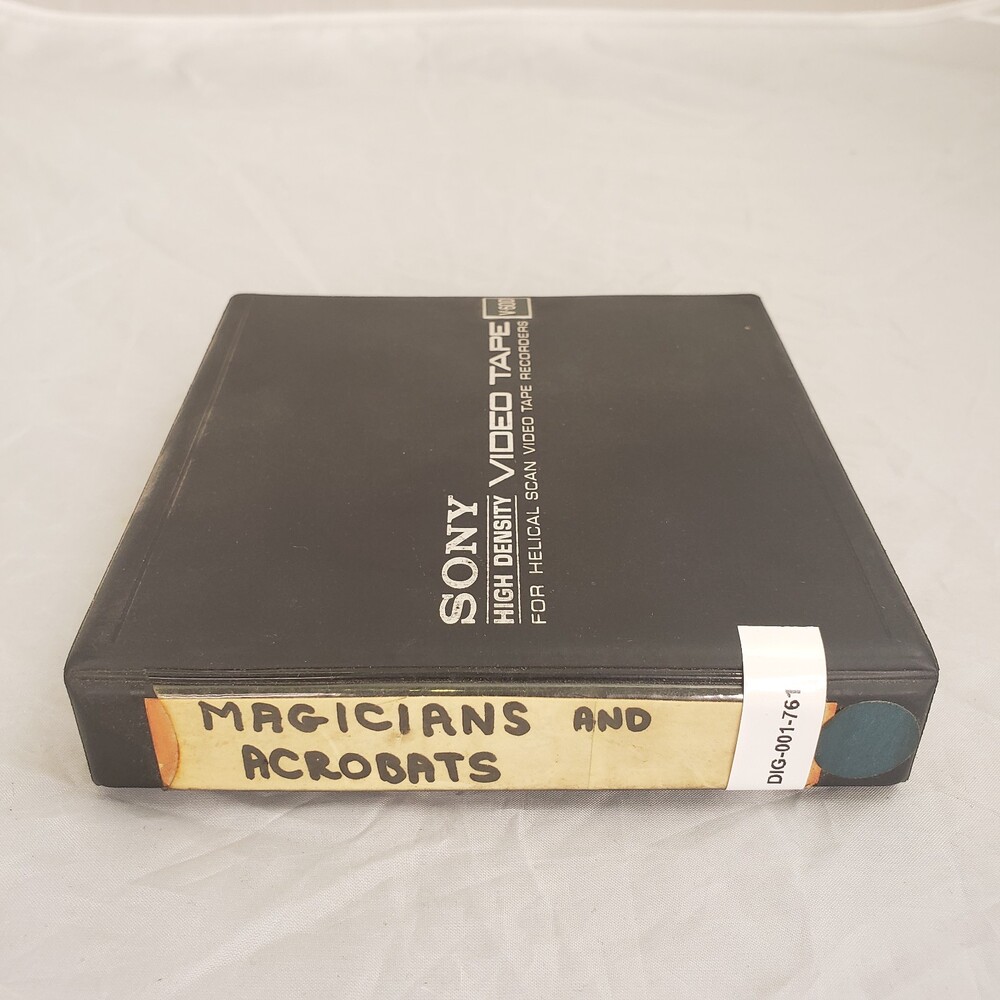 SONY
HIGH DENSITY VIDEO TAPE
FOR HELICAL SCAN VIDEO TAPE RECORDERS
MAGICIANS AND
ACROBATS
DIG-001-761